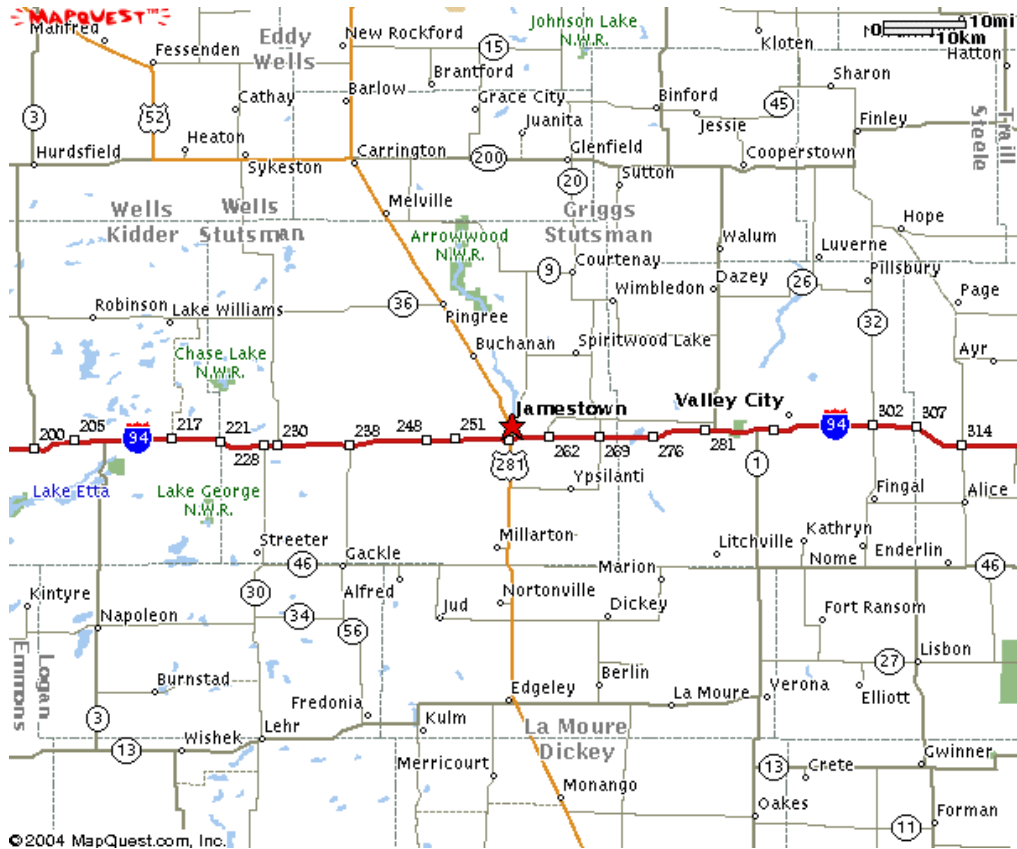 MAPQUEST
10mi
0
10km
Johnson Lake
N.W.R.
Manfred
Fessenden
Eddy
Wells
New Rockford
15
Kloten
Hatton
Brantford
Sharon
Cathay
Barlow
Grace City
Binford
45
3
52
Juanita
Jessie
Finley
Steele
Traill
Heaton
Hurdsfield
Sykeston
Carrington
200
Glenfield
Cooperstown
20
Sutton
Wells
Kidder
Wells
Stutsman
Melville
Griggs
Stutsman
Hope
Arrowwood
N.W.R.
Walum
Luverne
9
Courtenay
Dazey
26
Pillsbury
Wimbledon
Page
Robinson
Lake Williams
36
Pingree
32
Buchanan
Spiritwood Lake
Ayr
Chase Lake
N.W.R.
Jamestown
Valley City
200
205
94
217
221
228
230
238
248
251
262
269
276
281
94
302
307
314
281
1
Lake Etta
Lake George
N.W.R.
Ypsilanti
Fingal
Alice
Streeter
Millarton
Litchville
Kathryn
Nome
Enderlin
46
Gackle
Marion
46
Kintyre
30
Alfred
Nortonville
Napoleon
34
56
Jud
Dickey
Fort Ransom
Emmons
Logan
27
Lisbon
Burnstad
Berlin
Fredonia
Edgeley
La Moure
Verona
Elliott
3
Lehr
Kulm
La Moure
Dickey
13
Wishek
Merricourt
13
Crete
Gwinner
Monango
Oakes
11
Forman
©2004 MapQuest.com, Inc.